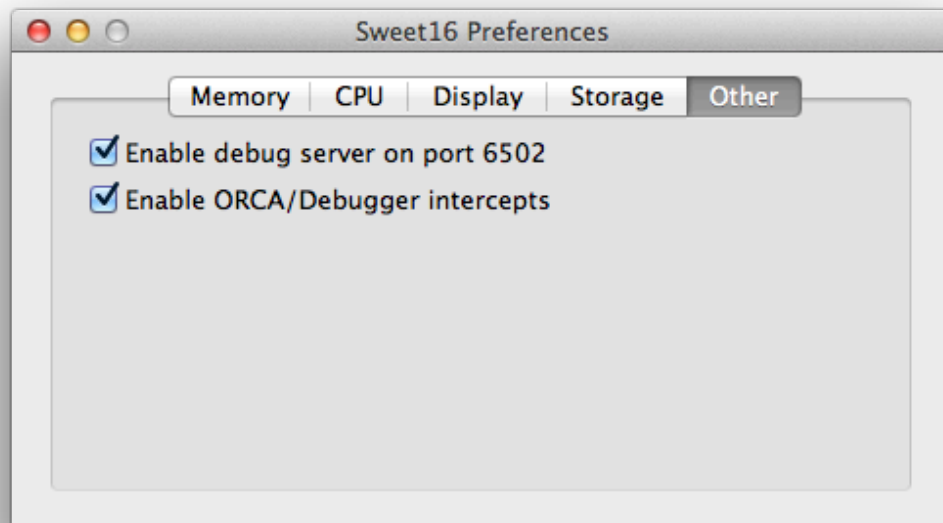 Sweet16 Preferences
Memory CPU Display Storage Other
Enable debug server on port 6502
Enable ORCA/Debugger intercepts